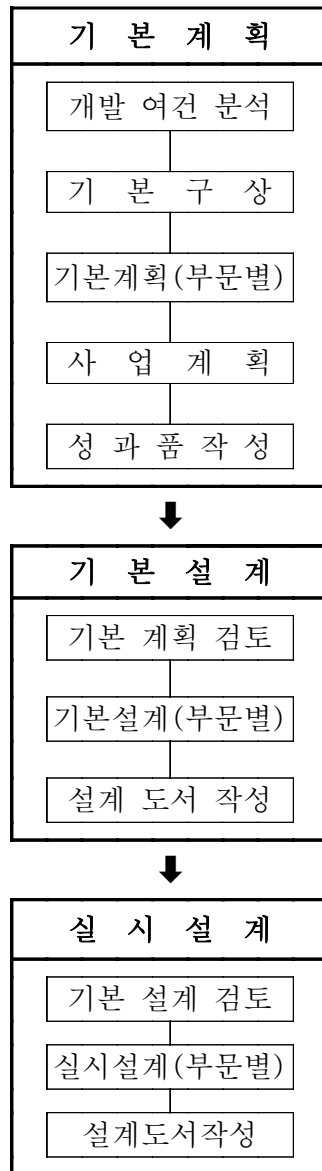 기 본 계 획
개발 여건 분석
기 본 구 상
기본계획(부문별)
사 업 계 획
성 과 품 작 성
기 본 설 계
기본 계획 검토
기본설계(부문별)
설계 도서 작성
실 시 설 계
기본 설계 검토
실시설계(부문별)
설계도서작성